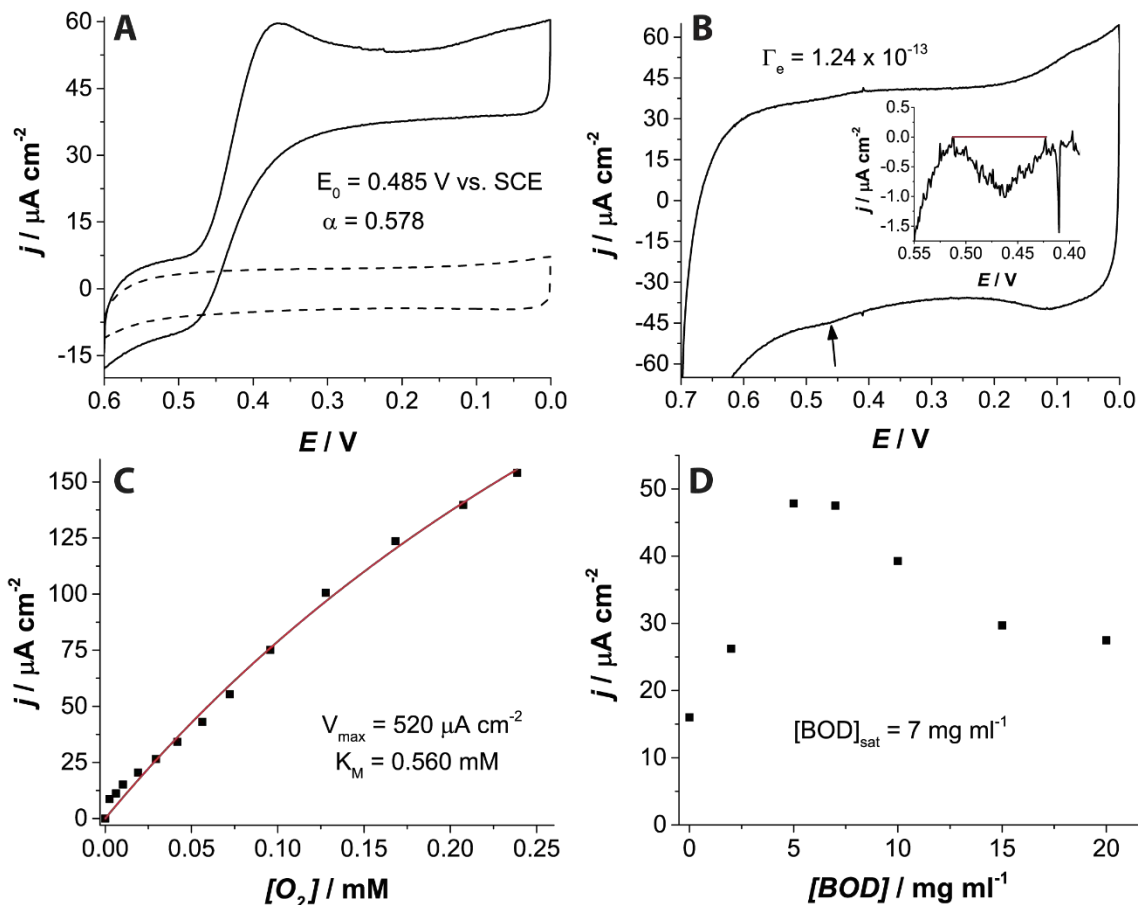 A
60
45
30
15
0
-15
j / μA cm⁻²
E₀ = 0.485 V vs. SCE
α = 0.578
0.6 0.5 0.4 0.3 0.2 0.1 0.0
E / V
B
60
45
30
15
0
-15
-30
-45
-60
j / μA cm⁻²
Γₑ = 1.24 x 10⁻¹³
0.5
0.0
-0.5
-1.0
-1.5
j / μA cm⁻²
0.55 0.50 0.45 0.40
E / V
0.7 0.6 0.5 0.4 0.3 0.2 0.1 0.0
E / V
C
150
125
100
75
50
25
0
j / μA cm⁻²
Vmax = 520 μA cm⁻²
KM = 0.560 mM
0.00 0.05 0.10 0.15 0.20 0.25
[O₂] / mM
D
50
40
30
20
10
0
j / μA cm⁻²
[BOD]sat = 7 mg ml⁻¹
0 5 10 15 20
[BOD] / mg ml⁻¹